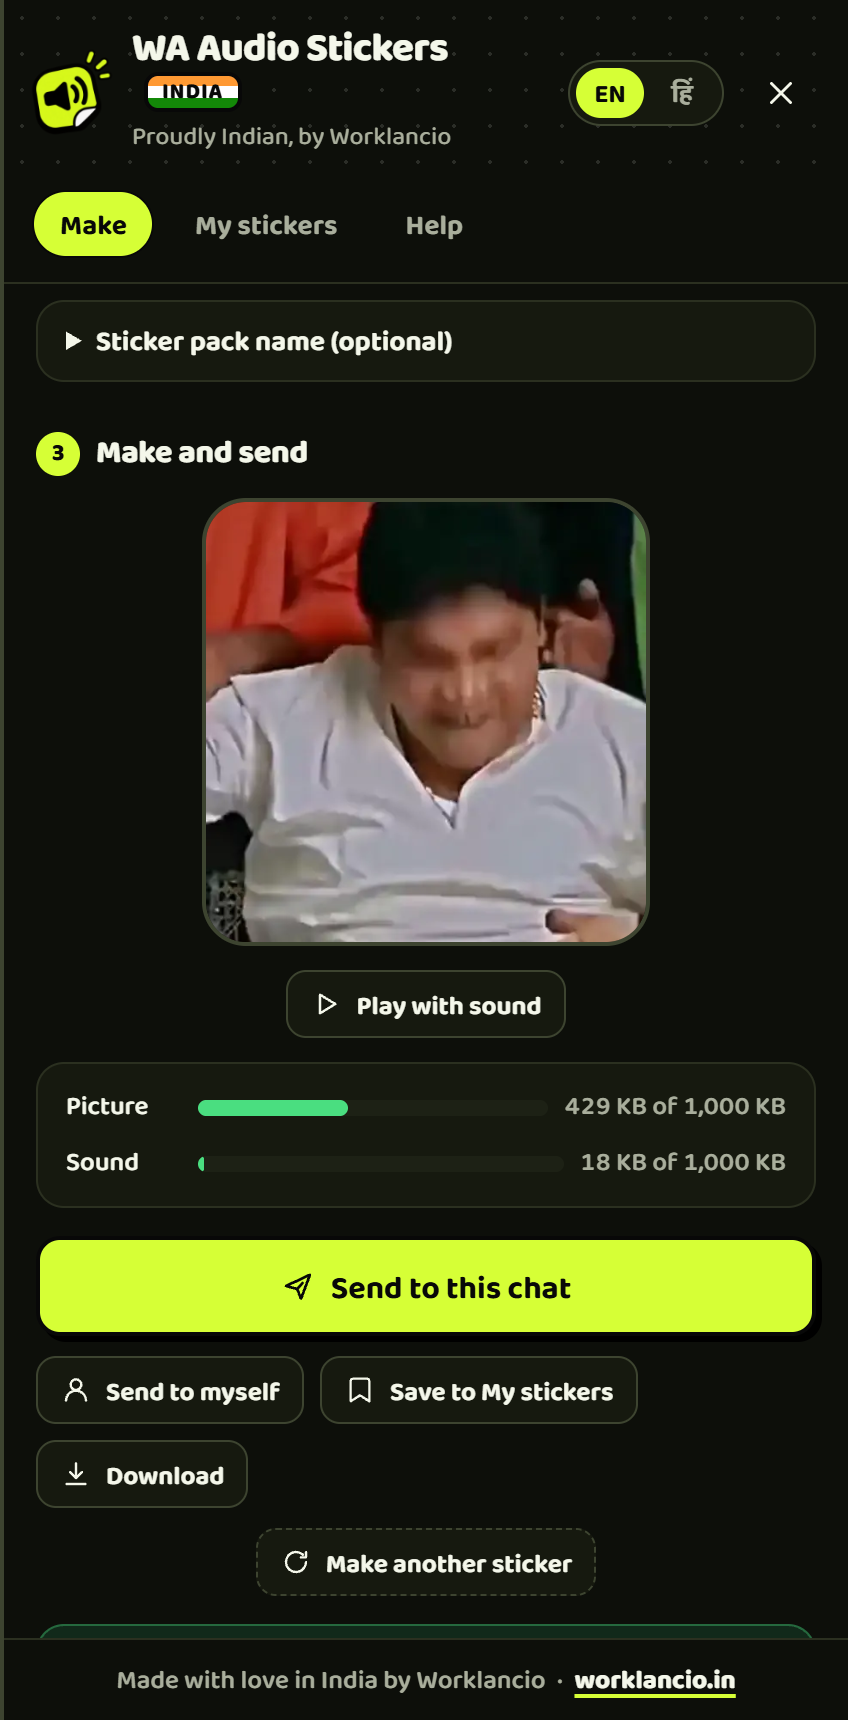 WA Audio Stickers
INDIA
Proudly Indian, by Worklancio
EN हिं
Make My stickers Help
Sticker pack name (optional)
3 Make and send
Play with sound
Picture 429 KB of 1,000 KB
Sound 18 KB of 1,000 KB
Send to this chat
Send to myself Save to My stickers
Download
Make another sticker
Made with love in India by Worklancio · worklancio.in